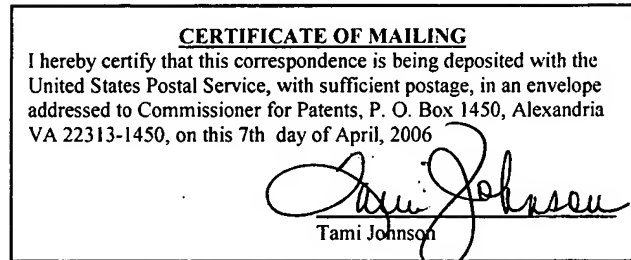 CERTIFICATE OF MAILING
I hereby certify that this correspondence is being deposited with the
United States Postal Service, with sufficient postage, in an envelope
addressed to Commissioner for Patents, P. O. Box 1450, Alexandria
VA 22313-1450, on this 7th day of April, 2006
Tami Johnson
Tami Johnson